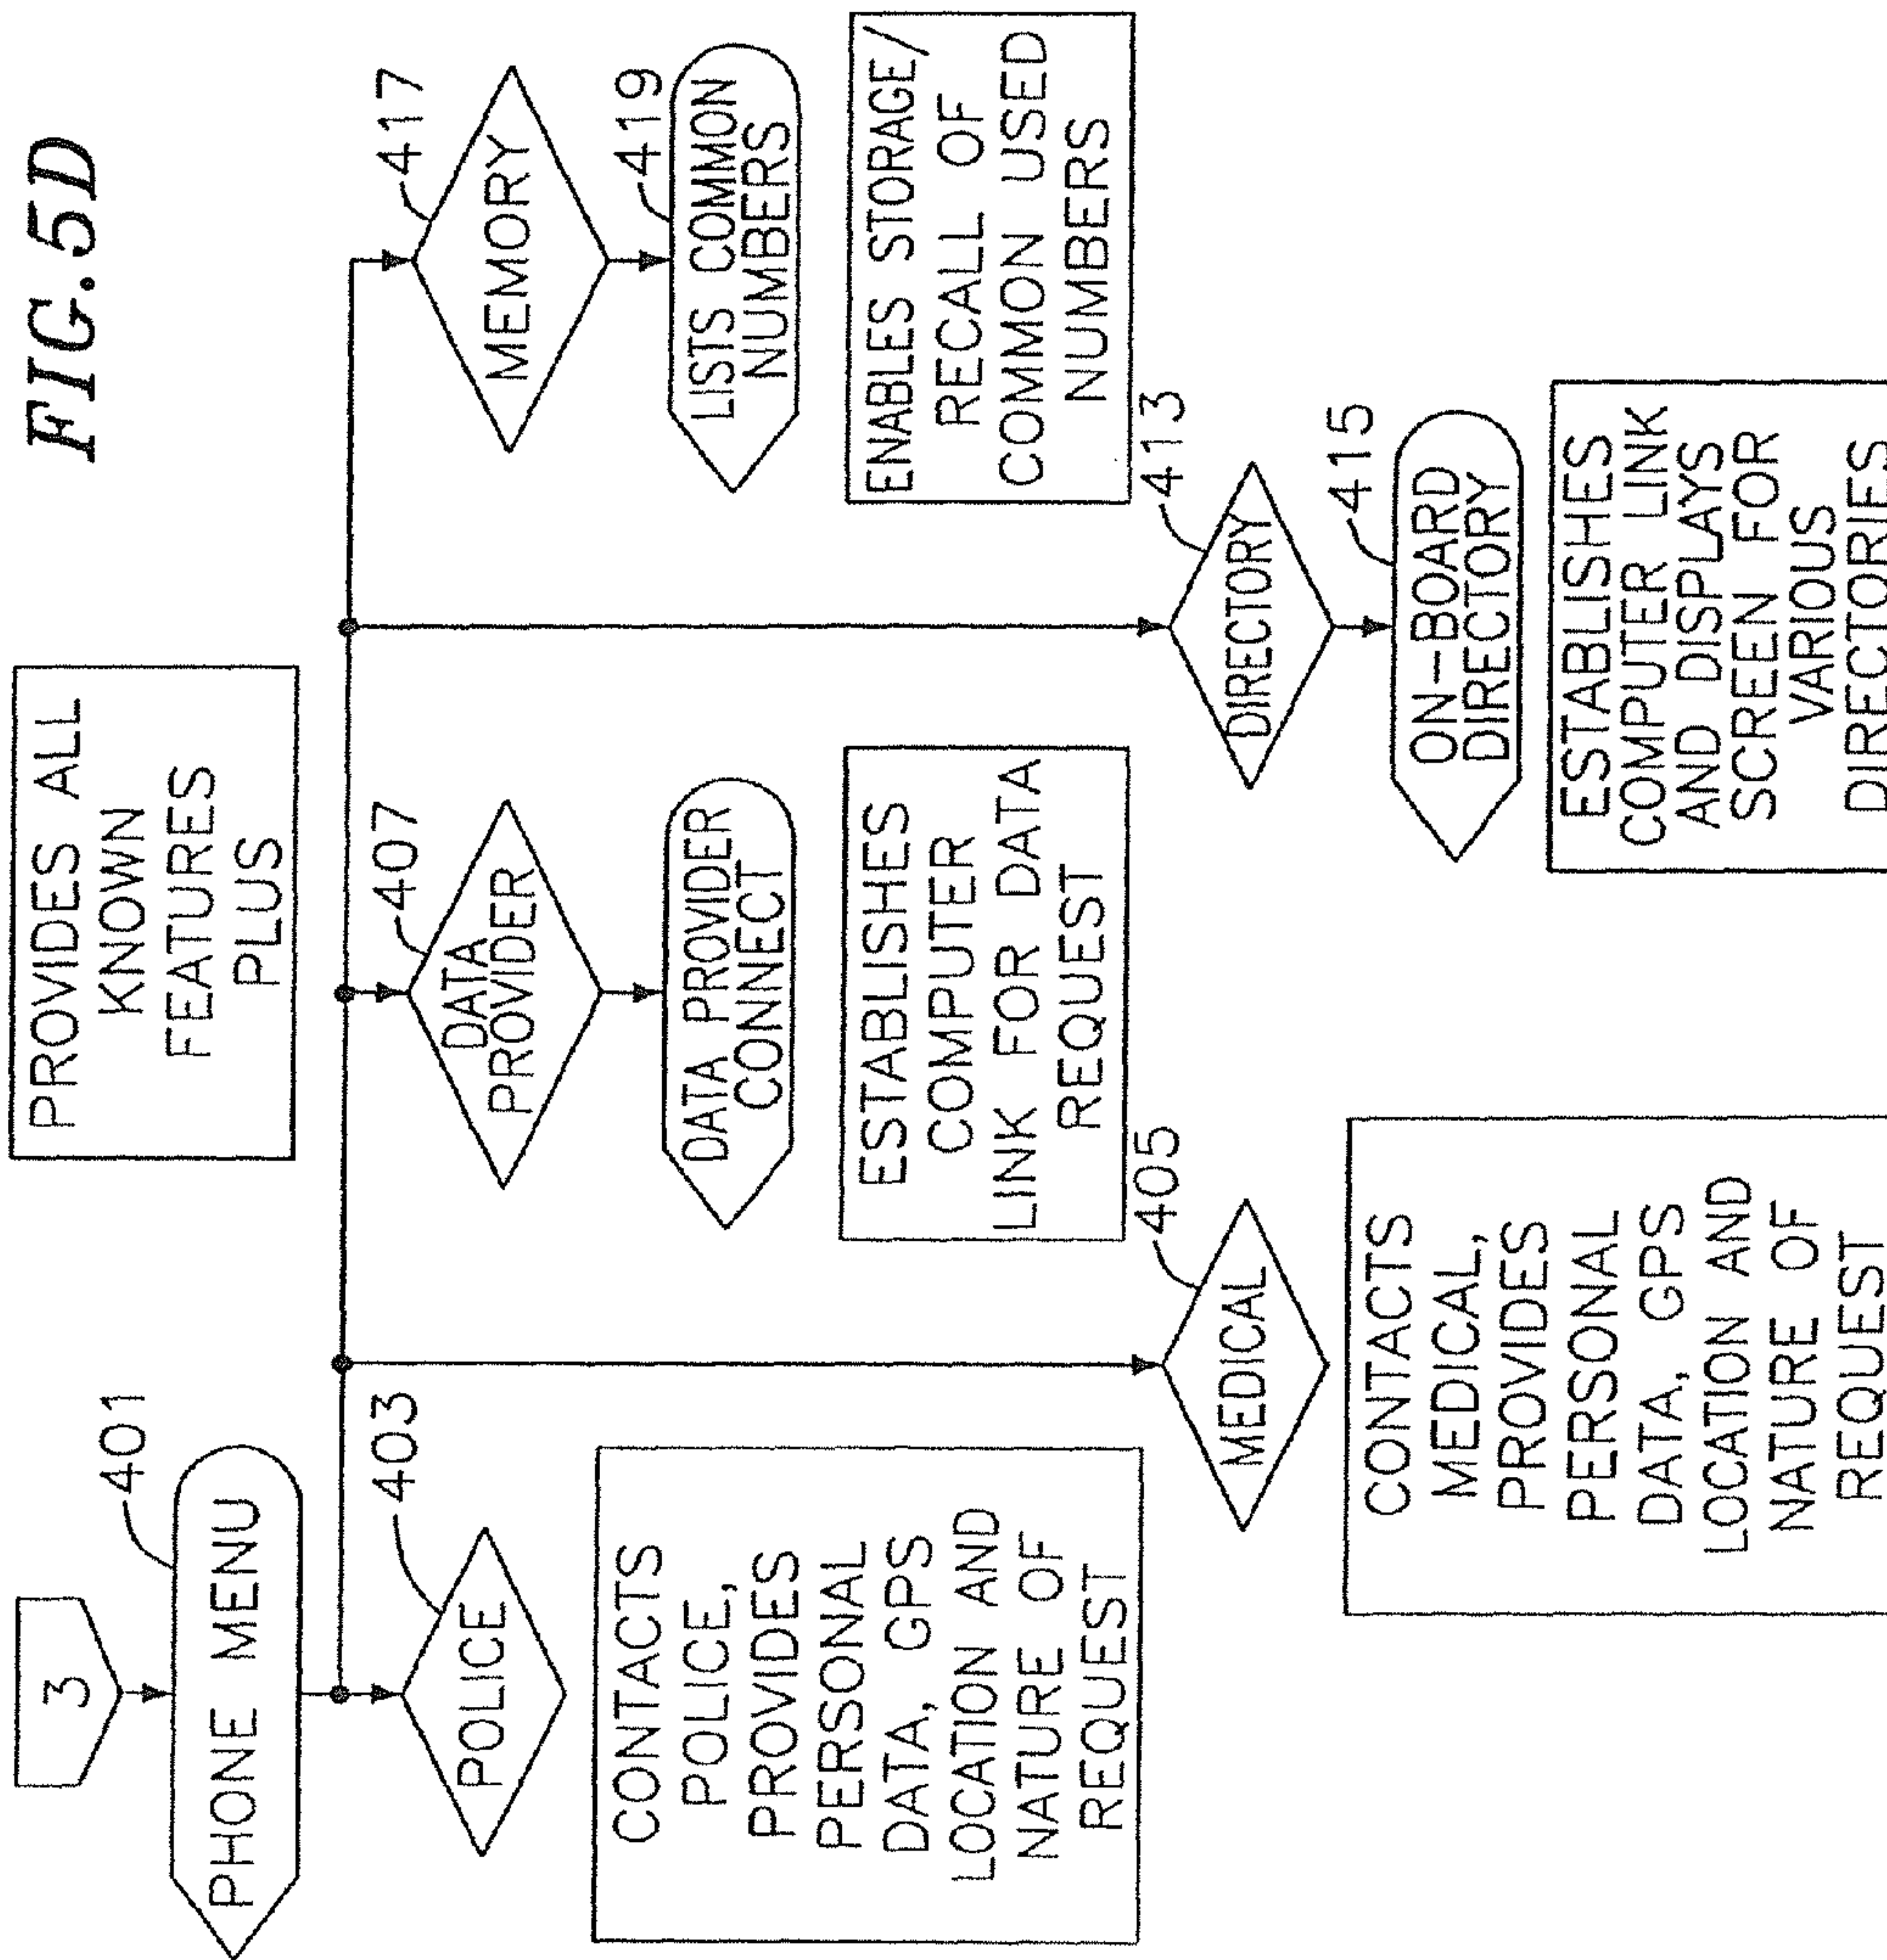 FIG.5D
3
401
PHONE MENU
PROVIDES ALL
KNOWN
FEATURES
PLUS
403
POLICE
CONTACTS
POLICE,
PROVIDES
PERSONAL
DATA, GPS
LOCATION AND
NATURE OF
REQUEST
405
MEDICAL
CONTACTS
MEDICAL,
PROVIDES
PERSONAL
DATA, GPS
LOCATION AND
NATURE OF
REQUEST
407
DATA
PROVIDER
DATA PROVIDER
CONNECT
ESTABLISHES
COMPUTER
LINK FOR DATA
REQUEST
413
DIRECTORY
415
ON-BOARD
DIRECTORY
ESTABLISHES
COMPUTER LINK
AND DISPLAYS
SCREEN FOR
VARIOUS
DIRECTORIES
417
MEMORY
419
LISTS COMMON
NUMBERS
ENABLES STORAGE/
RECALL OF
COMMON USED
NUMBERS